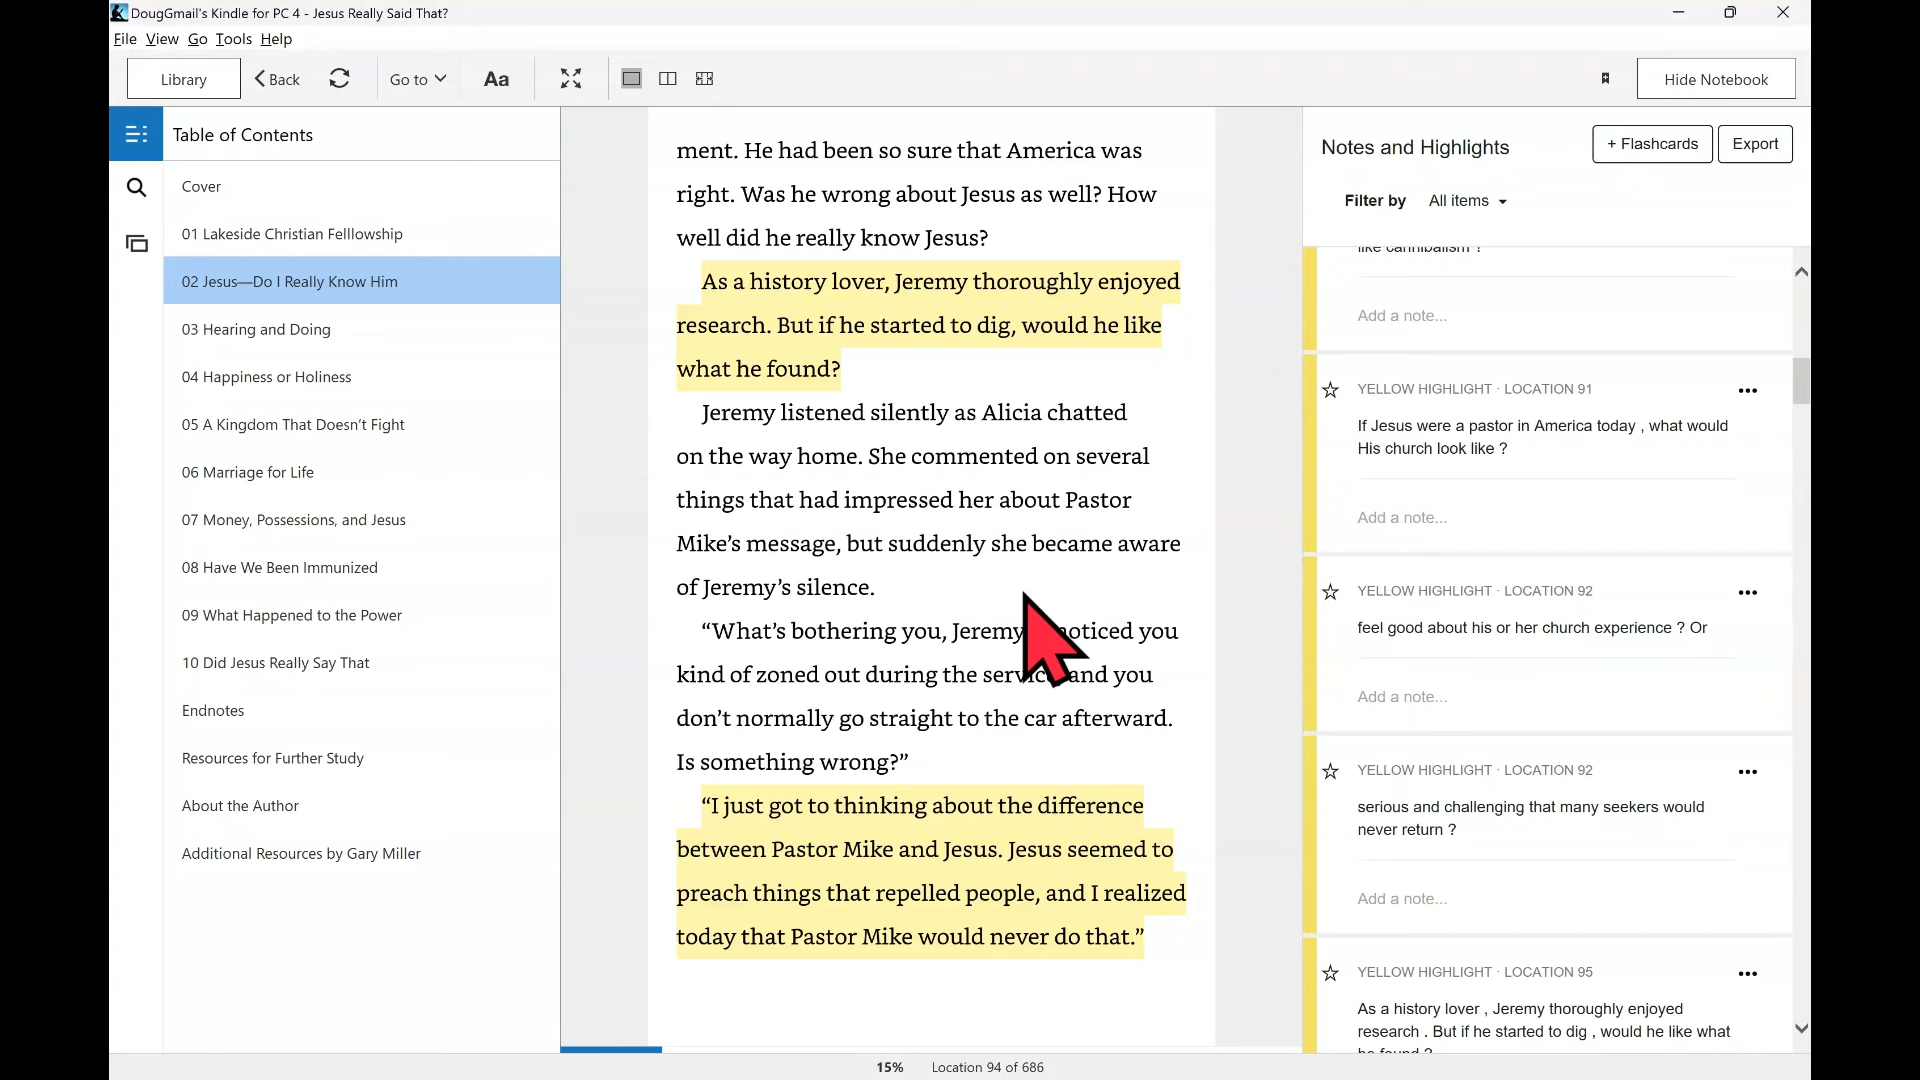 DougGmail's Kindle for PC 4 - Jesus Really Said That?
File View Go Tools Help
Library
Back
Go to
Aa
Hide Notebook
Table of Contents
Cover
01 Lakeside Christian Felllowship
02 Jesus—Do I Really Know Him
03 Hearing and Doing
04 Happiness or Holiness
05 A Kingdom That Doesn't Fight
06 Marriage for Life
07 Money, Possessions, and Jesus
08 Have We Been Immunized
09 What Happened to the Power
10 Did Jesus Really Say That
Endnotes
Resources for Further Study
About the Author
Additional Resources by Gary Miller
ment. He had been so sure that America was
right. Was he wrong about Jesus as well? How
well did he really know Jesus?
As a history lover, Jeremy thoroughly enjoyed
research. But if he started to dig, would he like
what he found?
Jeremy listened silently as Alicia chatted
on the way home. She commented on several
things that had impressed her about Pastor
Mike's message, but suddenly she became aware
of Jeremy's silence.
“What's bothering you, Jeremy noticed you
kind of zoned out during the service and you
don't normally go straight to the car afterward.
Is something wrong?”
“I just got to thinking about the difference
between Pastor Mike and Jesus. Jesus seemed to
preach things that repelled people, and I realized
today that Pastor Mike would never do that.”
Notes and Highlights
+ Flashcards
Export
Filter by All items
like cannibalism ?
Add a note...
YELLOW HIGHLIGHT · LOCATION 91
If Jesus were a pastor in America today , what would
His church look like ?
Add a note...
YELLOW HIGHLIGHT · LOCATION 92
feel good about his or her church experience ? Or
Add a note...
YELLOW HIGHLIGHT · LOCATION 92
serious and challenging that many seekers would
never return ?
Add a note...
YELLOW HIGHLIGHT · LOCATION 95
As a history lover , Jeremy thoroughly enjoyed
research . But if he started to dig , would he like what
he found ?
15% Location 94 of 686